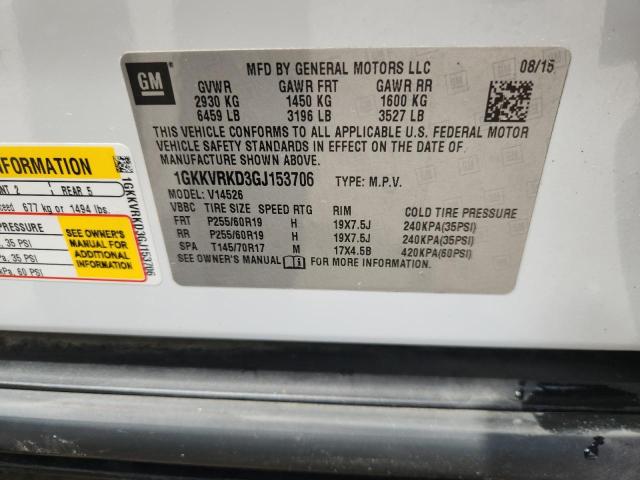 GM
MFD BY GENERAL MOTORS LLC 08/15
GVWR GAWR FRT GAWR RR
2930 KG 1450 KG 1600 KG
6459 LB 3196 LB 3527 LB
THIS VEHICLE CONFORMS TO ALL APPLICABLE U.S. FEDERAL MOTOR
VEHICLE SAFETY STANDARDS IN EFFECT ON THE DATE OF
MANUFACTURE SHOWN ABOVE.
1GKKVRKD3GJ153706 TYPE: M.P.V.
MODEL: V14526
VBBC TIRE SIZE SPEED RTG RIM COLD TIRE PRESSURE
FRT P255/60R19 H 19X7.5J 240KPA(35PSI)
RR P255/60R19 H 19X7.5J 240KPA(35PSI)
SPA T145/70R17 M 17X4.5B 420KPA(60PSI)
SEE OWNER'S MANUAL FOR MORE INFORMATION.
INFORMATION
2 REAR 5
677 kg or 1494 lbs.
35 PSI
35 PSI
60 PSI
SEE OWNER'S
MANUAL FOR
ADDITIONAL
INFORMATION
1GKKVRKD3GJ153706